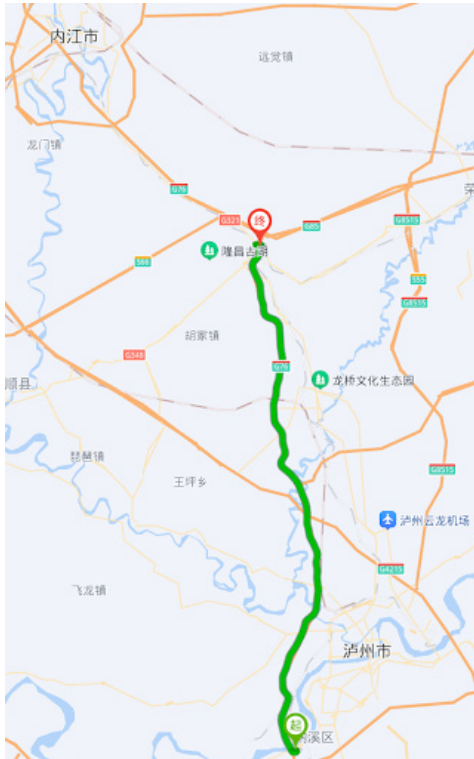 内江市
远觉镇
龙门镇
G76
荣
G321
终
G85
G8515
隆昌古湖
S66
S55
G8515
胡家镇
G348
G76
龙桥文化生态园
顺县
琵琶镇
G8515
王坪乡
泸州云龙机场
G4215
飞龙镇
泸州市
起
纳溪区